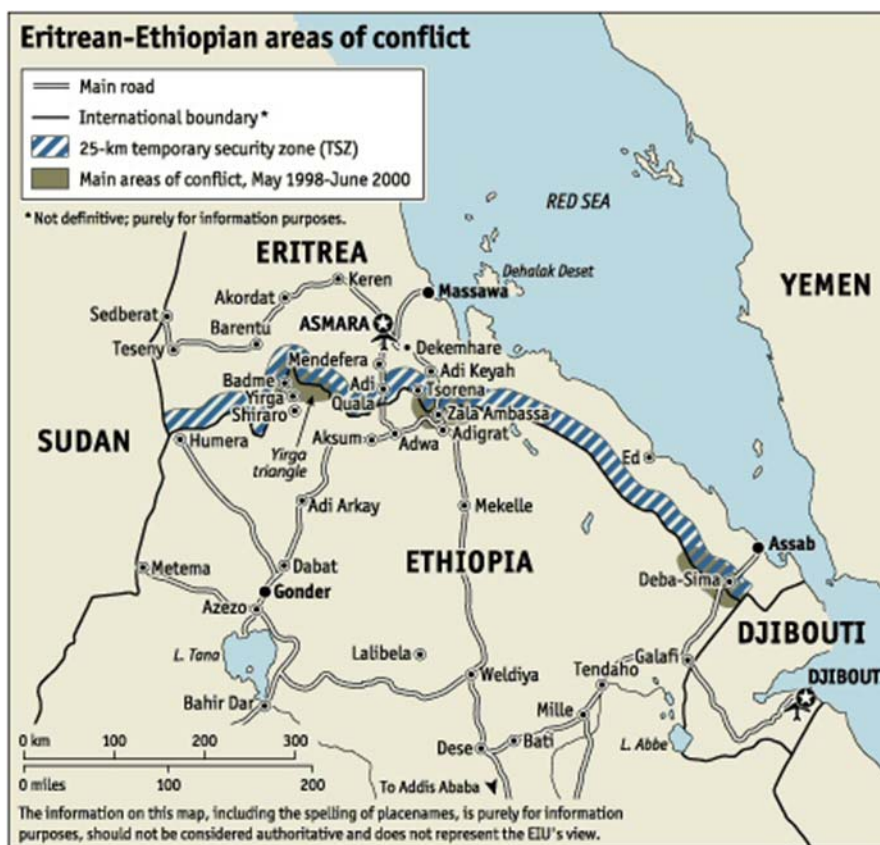 Eritrean-Ethiopian areas of conflict
Main road
International boundary*
25-km temporary security zone (TSZ)
Main areas of conflict, May 1998-June 2000
* Not definitive; purely for information purposes.
RED SEA
ERITREA
Keren
Dehalak Deset
YEMEN
Akordat
Massawa
Sedberat
Barentu
ASMARA
Teseny
Dekemhare
Mendefera
Adi Keyah
Badme
Adi
Quala
Tsorena
Yirga
Shiraro
Zala Ambassa
SUDAN
Humera
Yirga
triangle
Aksum
Adwa
Adigrat
Ed
Adi Arkay
Mekelle
ETHIOPIA
Assab
Metema
Dabat
Deba-Sima
Gonder
Azezo
DJIBOUTI
L. Tana
Lalibela
Galafi
Weldiya
Tendaho
DJIBOUT
Bahir Dar
Mille
Dese
Bati
L. Abbe
0 km 100 200 300
0 miles 100 200
To Addis Ababa
The information on this map, including the spelling of placenames, is purely for information
purposes, should not be considered authoritative and does not represent the EIU's view.